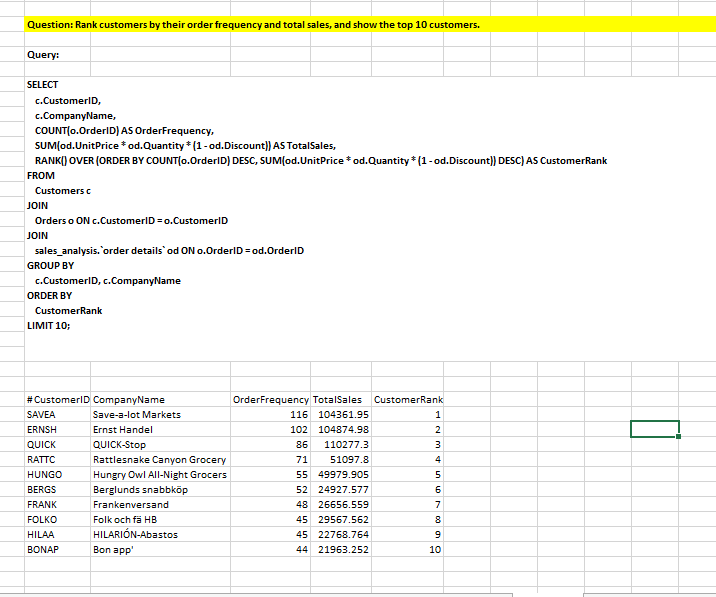 Question: Rank customers by their order frequency and total sales, and show the top 10 customers.
Query:
SELECT
c.CustomerID,
c.CompanyName,
COUNT(o.OrderID) AS OrderFrequency,
SUM(od.UnitPrice * od.Quantity * (1 - od.Discount)) AS TotalSales,
RANK() OVER (ORDER BY COUNT(o.OrderID) DESC, SUM(od.UnitPrice * od.Quantity * (1 - od.Discount)) DESC) AS CustomerRank
FROM
Customers c
JOIN
Orders o ON c.CustomerID = o.CustomerID
JOIN
sales_analysis.`order details` od ON o.OrderID = od.OrderID
GROUP BY
c.CustomerID, c.CompanyName
ORDER BY
CustomerRank
LIMIT 10;
# CustomerID CompanyName OrderFrequency TotalSales CustomerRank
SAVEA Save-a-lot Markets 116 104361.95 1
ERNSH Ernst Handel 102 104874.98 2
QUICK QUICK-Stop 86 110277.3 3
RATTC Rattlesnake Canyon Grocery 71 51097.8 4
HUNGO Hungry Owl All-Night Grocers 55 49979.905 5
BERGS Berglunds snabbköp 52 24927.577 6
FRANK Frankenversand 48 26656.559 7
FOLKO Folk och fä HB 45 29567.562 8
HILAA HILARIÓN-Abastos 45 22768.764 9
BONAP Bon app' 44 21963.252 10